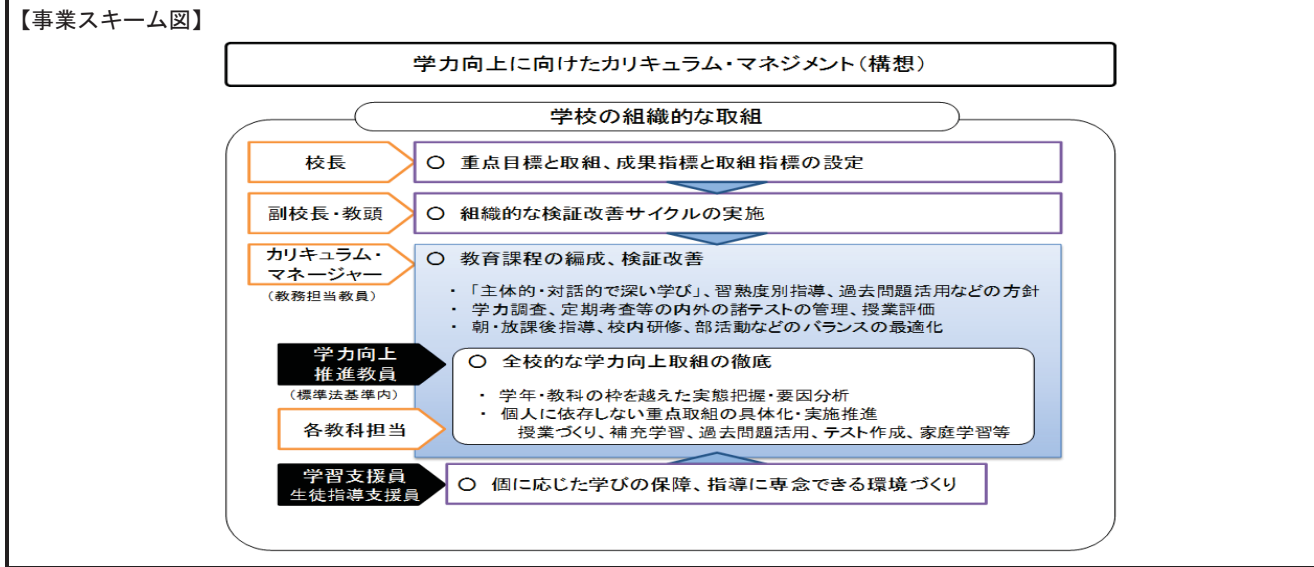 【事業スキーム図】
学力向上に向けたカリキュラム・マネジメント(構想)
学校の組織的な取組
校長
○ 重点目標と取組、成果指標と取組指標の設定
副校長・教頭
○ 組織的な検証改善サイクルの実施
カリキュラム・
マネージャー
(教務担当教員)
○ 教育課程の編成、検証改善
・「主体的・対話的で深い学び」、習熟度別指導、過去問題活用などの方針
・ 学力調査、定期考査等の内外の諸テストの管理、授業評価
・ 朝・放課後指導、校内研修、部活動などのバランスの最適化
学力向上
推進教員
(標準法基準内)
各教科担当
○ 全校的な学力向上取組の徹底
・ 学年・教科の枠を越えた実態把握・要因分析
・ 個人に依存しない重点取組の具体化・実施推進
授業づくり、補充学習、過去問題活用、テスト作成、家庭学習等
学習支援員
生徒指導支援員
○ 個に応じた学びの保障、指導に専念できる環境づくり